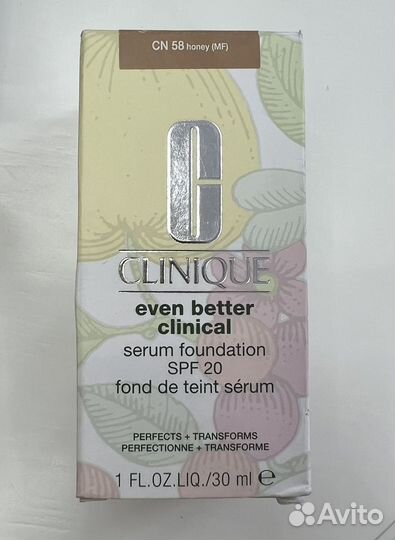 CN 58 honey (MF)
C
CLINIQUE
even better
clinical
serum foundation
SPF 20
fond de teint sérum
PERFECTS + TRANSFORMS
PERFECTIONNE + TRANSFORME
1 FL.OZ.LIQ./30 ml ℮
Avito